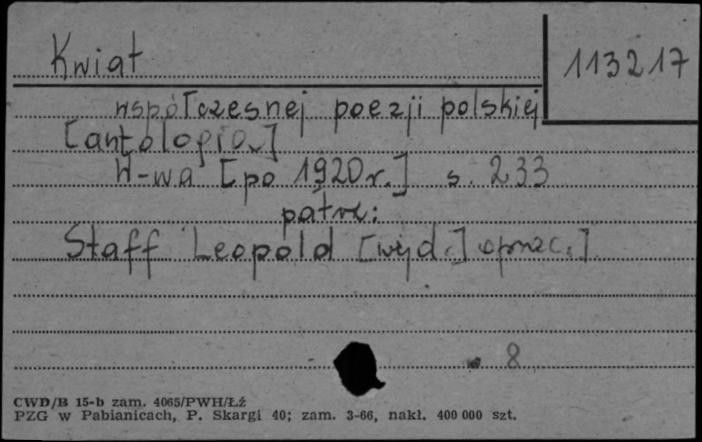 Kwiat
113217
współczesnej poezji polskiej
[antologia]
W-wa [po 1920 r.] s. 233
patrz:
Staff Leopold [wyd.] oprac.]
8
CWD/B 15-b zam. 4065/PWH/Łź
PZG w Pabianicach, P. Skargi 40; zam. 3-66, nakł. 400 000 szt.